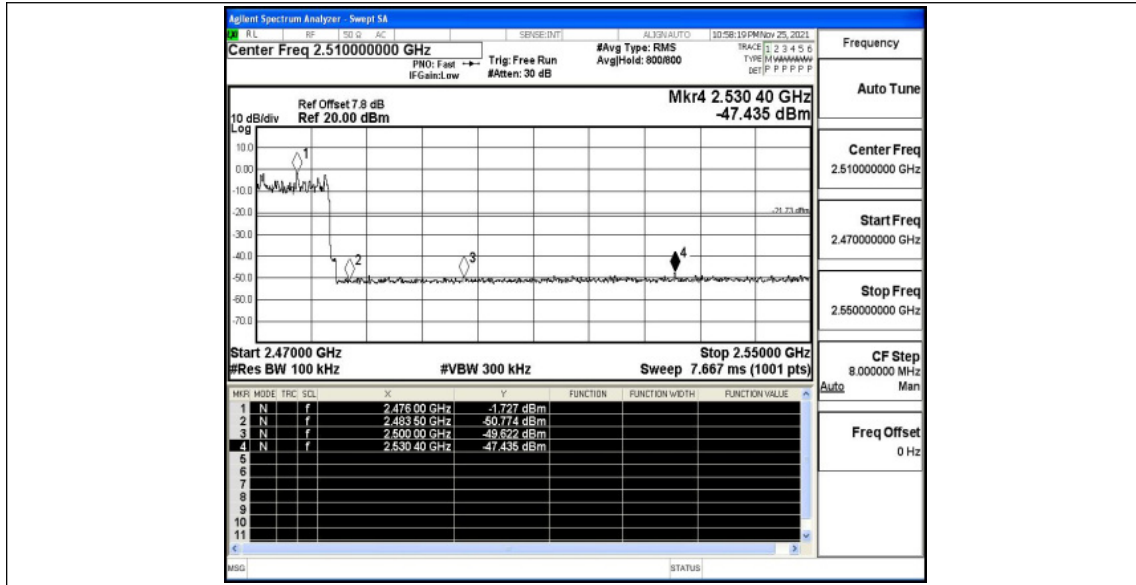 Agilent Spectrum Analyzer - Swept SA
RL RF 50 Ω AC SENSE:INT ALIGNAUTO 10:58:19 PM Nov 25, 2021
Center Freq 2.510000000 GHz
PNO: Fast
IFGain:Low
Trig: Free Run
#Atten: 30 dB
#Avg Type: RMS
Avg|Hold: 800/800
TRACE 1 2 3 4 5 6
TYPE M WWWWW
DET P P P P P P
Mkr4 2.530 40 GHz
-47.435 dBm
Ref Offset 7.8 dB
10 dB/div Ref 20.00 dBm
Log
10.0
0.00
-10.0
-20.0
-30.0
-40.0
-50.0
-60.0
-70.0
1
2
3
4
-21.73 dBm
Start 2.47000 GHz Stop 2.55000 GHz
#Res BW 100 kHz #VBW 300 kHz Sweep 7.667 ms (1001 pts)
MKR MODE TRC SCL X Y FUNCTION FUNCTION WIDTH FUNCTION VALUE
1 N f 2.476 00 GHz -1.727 dBm
2 N f 2.483 50 GHz -50.774 dBm
3 N f 2.500 00 GHz -49.622 dBm
4 N f 2.530 40 GHz -47.435 dBm
5
6
7
8
9
10
11
MSG STATUS
Frequency
Auto Tune
Center Freq
2.510000000 GHz
Start Freq
2.470000000 GHz
Stop Freq
2.550000000 GHz
CF Step
8.000000 MHz
Auto Man
Freq Offset
0 Hz